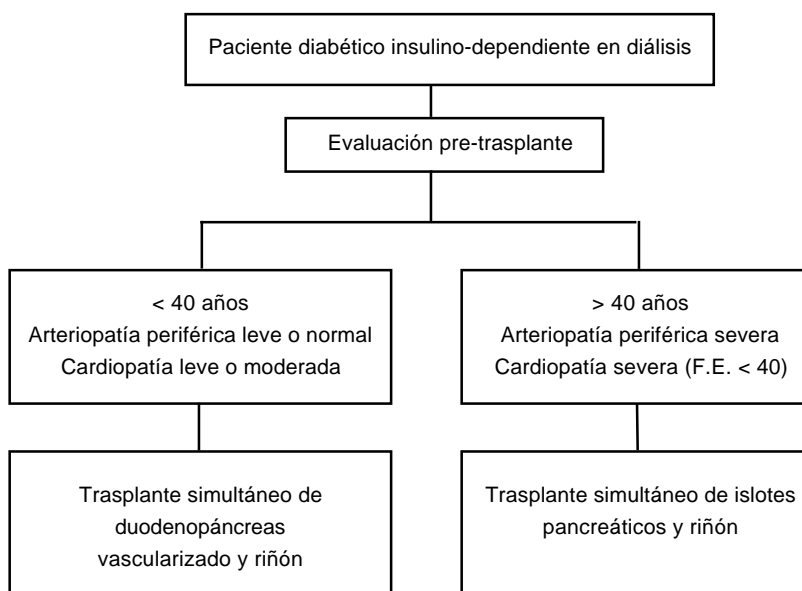 Paciente diabético insulino-dependiente en diálisis
Evaluación pre-trasplante
< 40 años
Arteriopatía periférica leve o normal
Cardiopatía leve o moderada
> 40 años
Arteriopatía periférica severa
Cardiopatía severa (F.E. < 40)
Trasplante simultáneo de
duodenopáncreas
vascularizado y riñón
Trasplante simultáneo de islotes
pancreáticos y riñón